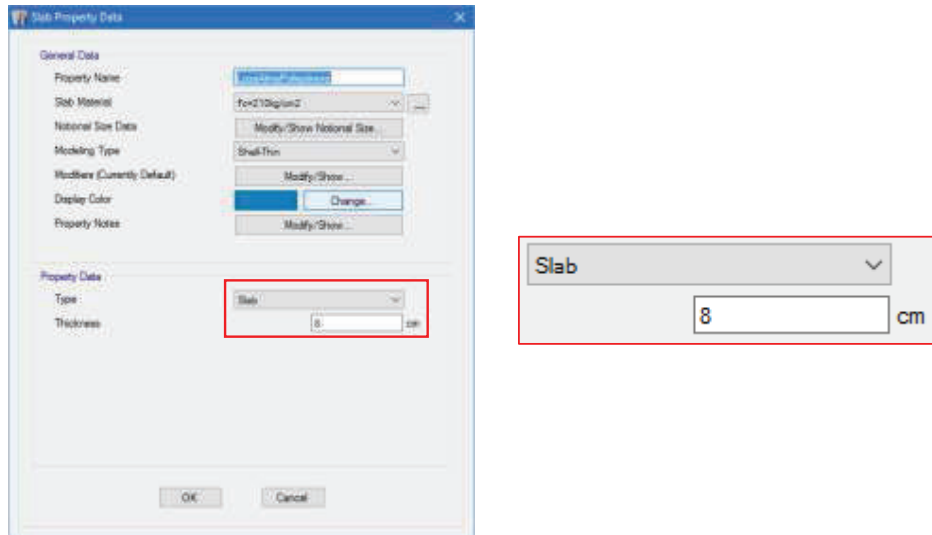 Slab Property Data
General Data
Property Name
Slab Material f'c=210kg/cm2 ...
Notional Size Data Modify/Show Notional Size...
Modeling Type Shell-Thin
Modifiers (Currently Default) Modify/Show...
Display Color Change...
Property Notes Modify/Show...
Property Data
Type Slab
Thickness 8 cm
OK Cancel
Slab
8 cm